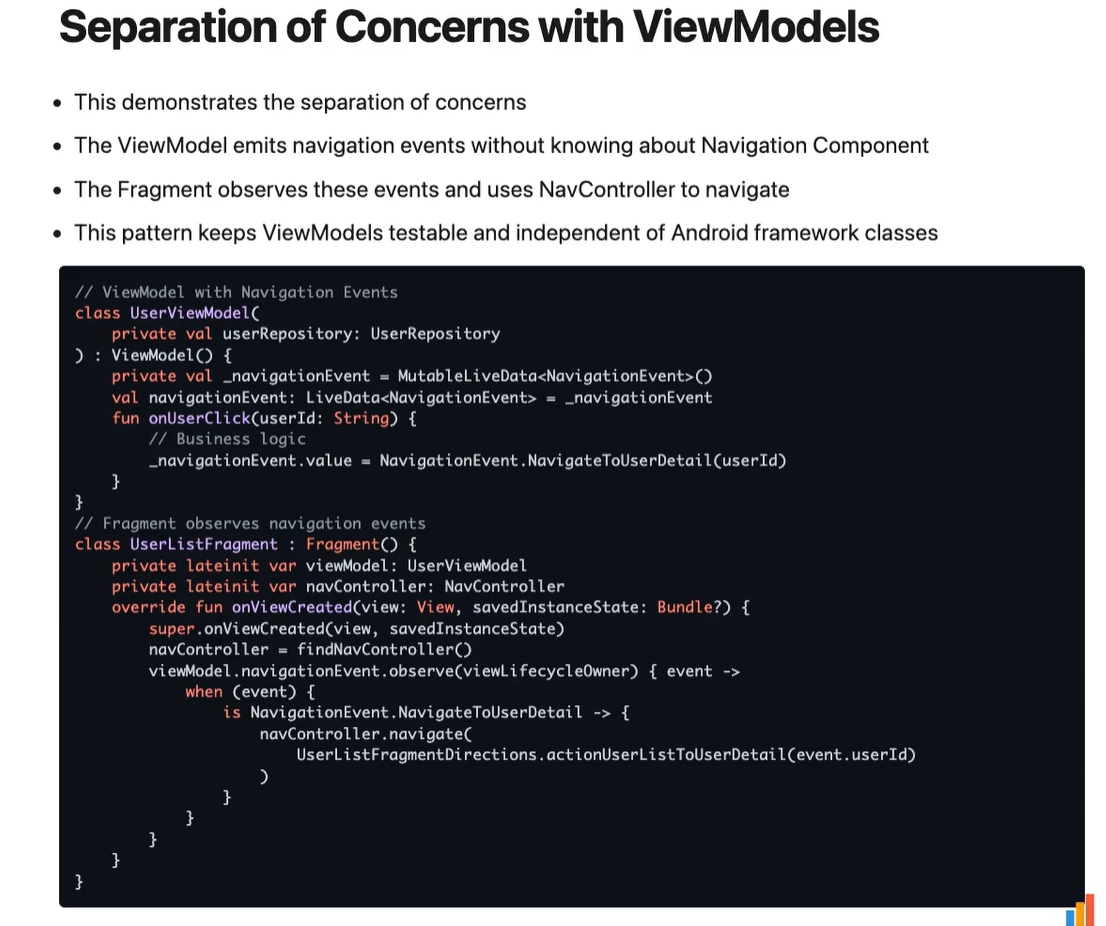 Separation of Concerns with ViewModels
• This demonstrates the separation of concerns
• The ViewModel emits navigation events without knowing about Navigation Component
• The Fragment observes these events and uses NavController to navigate
• This pattern keeps ViewModels testable and independent of Android framework classes
// ViewModel with Navigation Events
class UserViewModel(
    private val userRepository: UserRepository
) : ViewModel() {
    private val _navigationEvent = MutableLiveData<NavigationEvent>()
    val navigationEvent: LiveData<NavigationEvent> = _navigationEvent
    fun onUserClick(userId: String) {
        // Business logic
        _navigationEvent.value = NavigationEvent.NavigateToUserDetail(userId)
    }
}
// Fragment observes navigation events
class UserListFragment : Fragment() {
    private lateinit var viewModel: UserViewModel
    private lateinit var navController: NavController
    override fun onViewCreated(view: View, savedInstanceState: Bundle?) {
        super.onViewCreated(view, savedInstanceState)
        navController = findNavController()
        viewModel.navigationEvent.observe(viewLifecycleOwner) { event ->
            when (event) {
                is NavigationEvent.NavigateToUserDetail -> {
                    navController.navigate(
                        UserListFragmentDirections.actionUserListToUserDetail(event.userId)
                    )
                }
            }
        }
    }
}